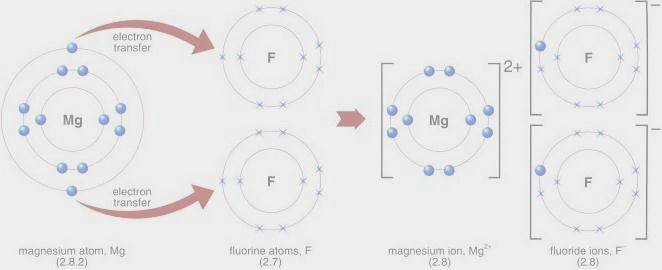 electron
transfer
F
F
Mg
2+
Mg
F
−
F
−
electron
transfer
magnesium atom, Mg
(2.8.2)
fluorine atoms, F
(2.7)
magnesium ion, Mg²⁺
(2.8)
fluoride ions, F⁻
(2.8)